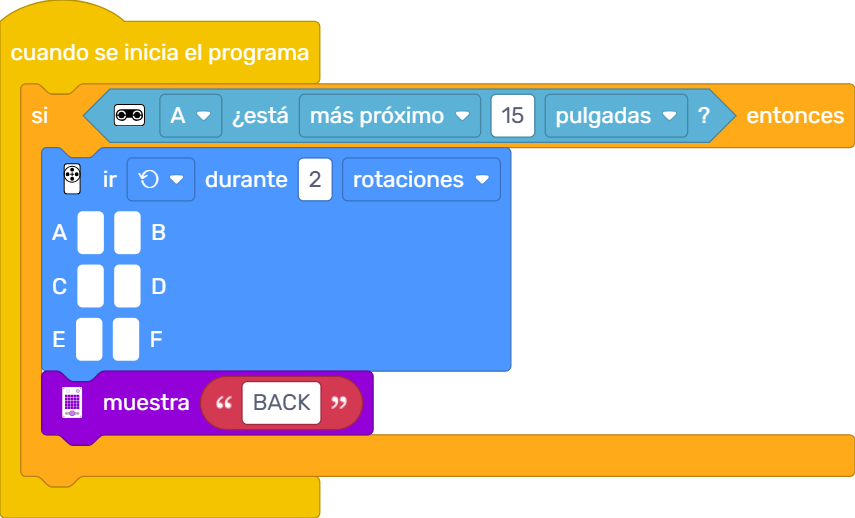 cuando se inicia el programa
si A ¿está más próximo 15 pulgadas ? entonces
ir durante 2 rotaciones
A B
C D
E F
muestra “ BACK ”